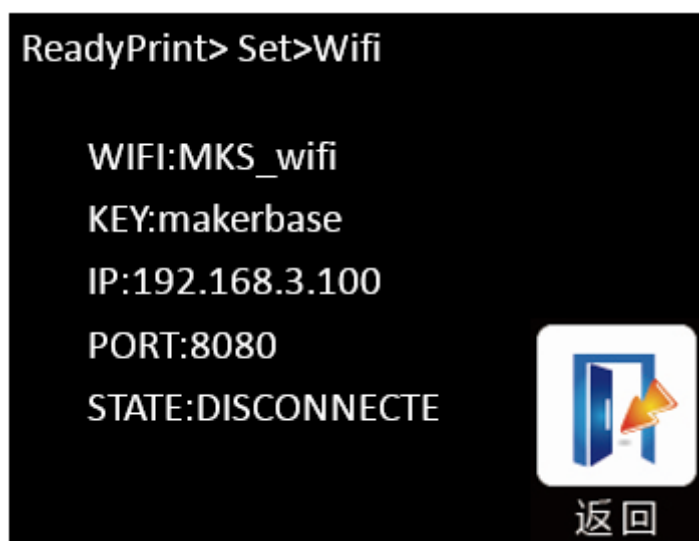 ReadyPrint> Set>Wifi
WIFI:MKS_wifi
KEY:makerbase
IP:192.168.3.100
PORT:8080
STATE:DISCONNECTE
返回